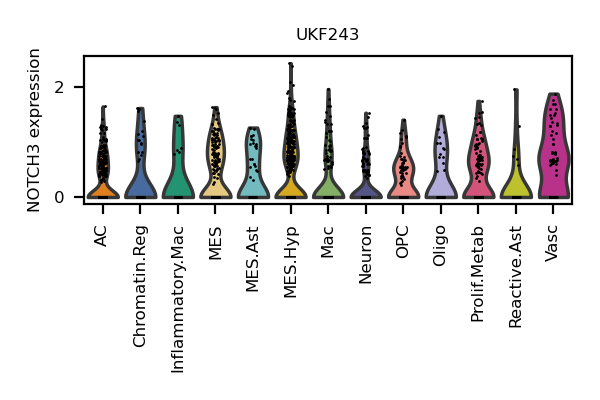 UKF243
NOTCH3 expression
2
0
AC
Chromatin.Reg
Inflammatory.Mac
MES
MES.Ast
MES.Hyp
Mac
Neuron
OPC
Oligo
Prolif.Metab
Reactive.Ast
Vasc